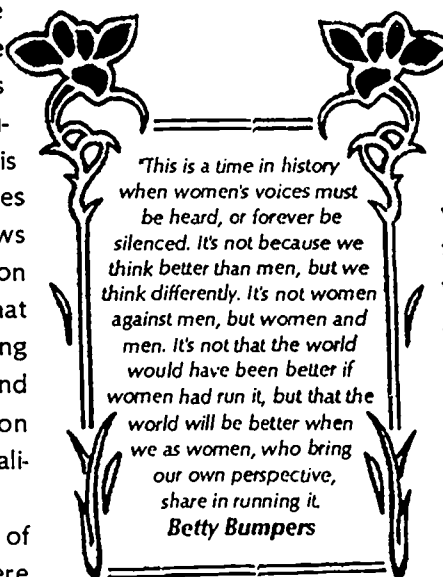 "This is a time in history
when women's voices must
be heard, or forever be
silenced. It's not because we
think better than men, but we
think differently. It's not women
against men, but women and
men. It's not that the world
would have been better if
women had run it, but that the
world will be better when
we as women, who bring
our own perspective,
share in running it.
Betty Bumpers